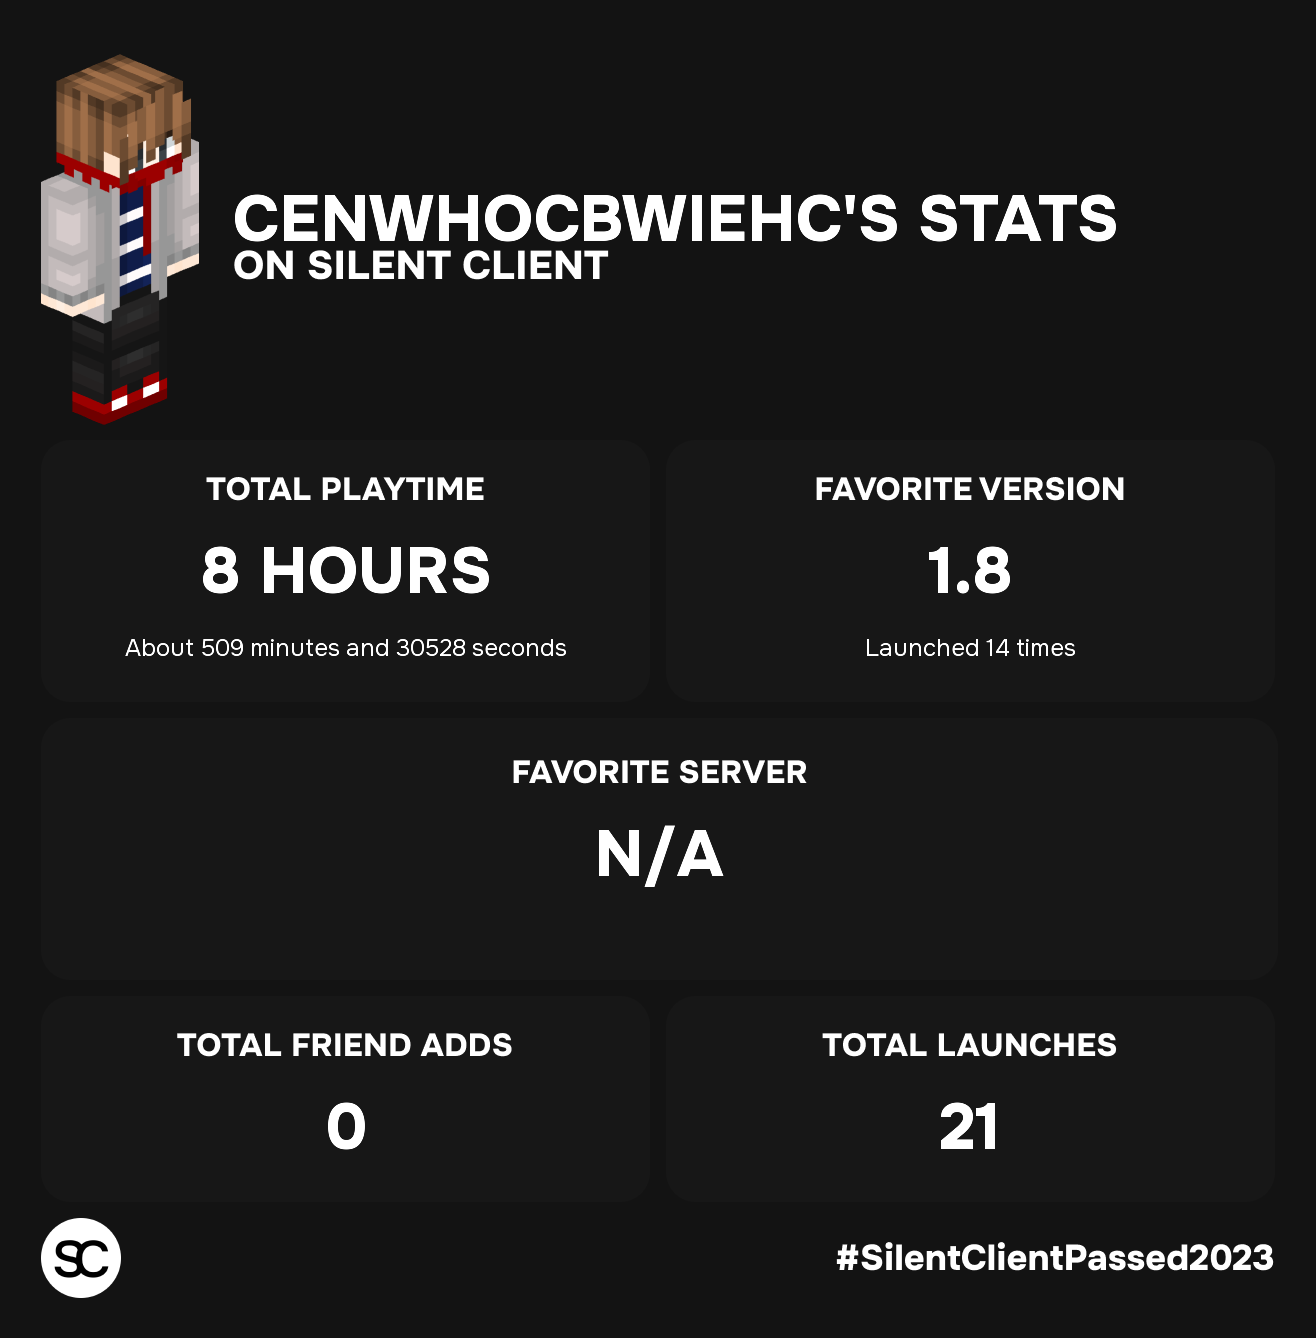 CENWHOCBWIEHC'S STATS
ON SILENT CLIENT
TOTAL PLAYTIME
8 HOURS
About 509 minutes and 30528 seconds
FAVORITE VERSION
1.8
Launched 14 times
FAVORITE SERVER
N/A
TOTAL FRIEND ADDS
0
TOTAL LAUNCHES
21
SC
#SilentClientPassed2023